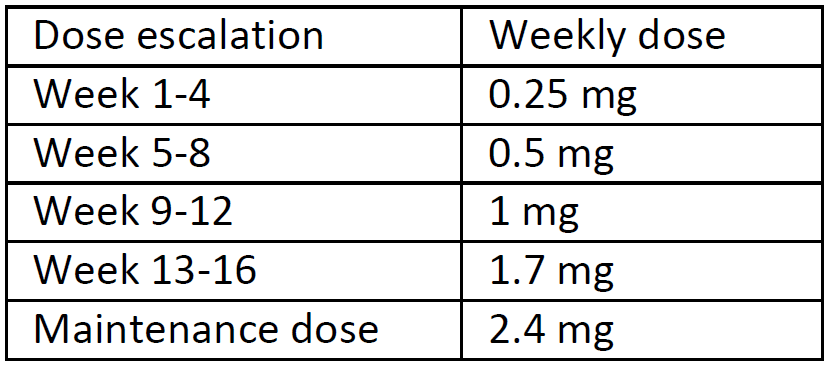 Dose escalation Weekly dose
Week 1-4 0.25 mg
Week 5-8 0.5 mg
Week 9-12 1 mg
Week 13-16 1.7 mg
Maintenance dose 2.4 mg